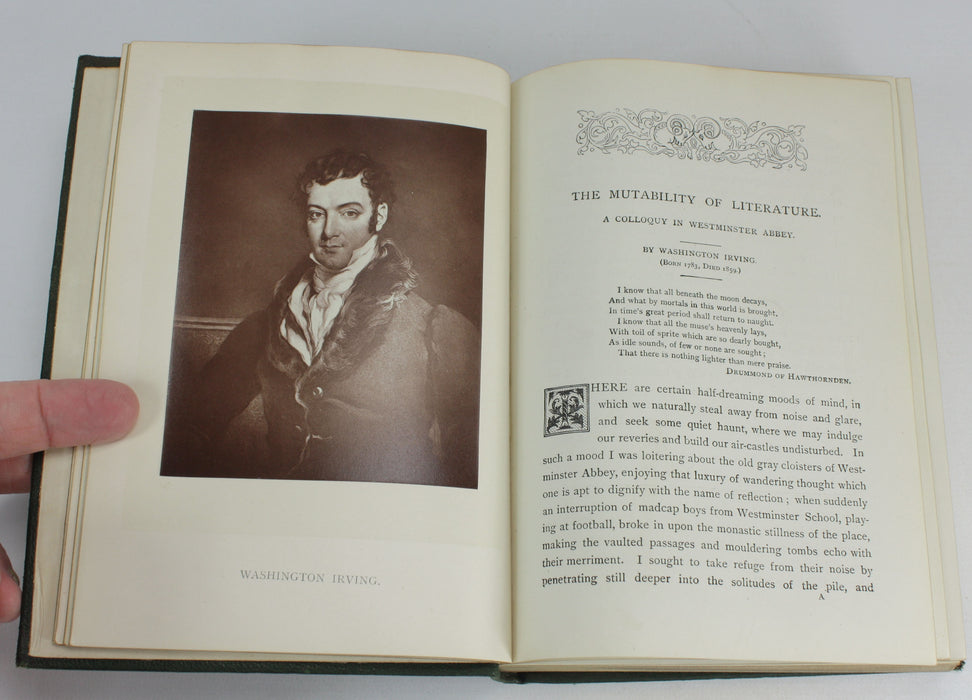 WASHINGTON IRVING.
THE MUTABILITY OF LITERATURE.
A COLLOQUY IN WESTMINSTER ABBEY.
BY WASHINGTON IRVING.
(BORN 1783, DIED 1859.)
I know that all beneath the moon decays,
And what by mortals in this world is brought,
In time's great period shall return to naught.
I know that all the muse's heavenly lays,
With toil of sprite which are so dearly bought,
As idle sounds, of few or none are sought;
That there is nothing lighter than mere praise.
DRUMMOND OF HAWTHORNDEN.
THERE are certain half-dreaming moods of mind, in
which we naturally steal away from noise and glare,
and seek some quiet haunt, where we may indulge
our reveries and build our air-castles undisturbed. In
such a mood I was loitering about the old gray cloisters of West-
minster Abbey, enjoying that luxury of wandering thought which
one is apt to dignify with the name of reflection; when suddenly
an interruption of madcap boys from Westminster School, play-
ing at football, broke in upon the monastic stillness of the place,
making the vaulted passages and mouldering tombs echo with
their merriment. I sought to take refuge from their noise by
penetrating still deeper into the solitudes of the pile, and
A